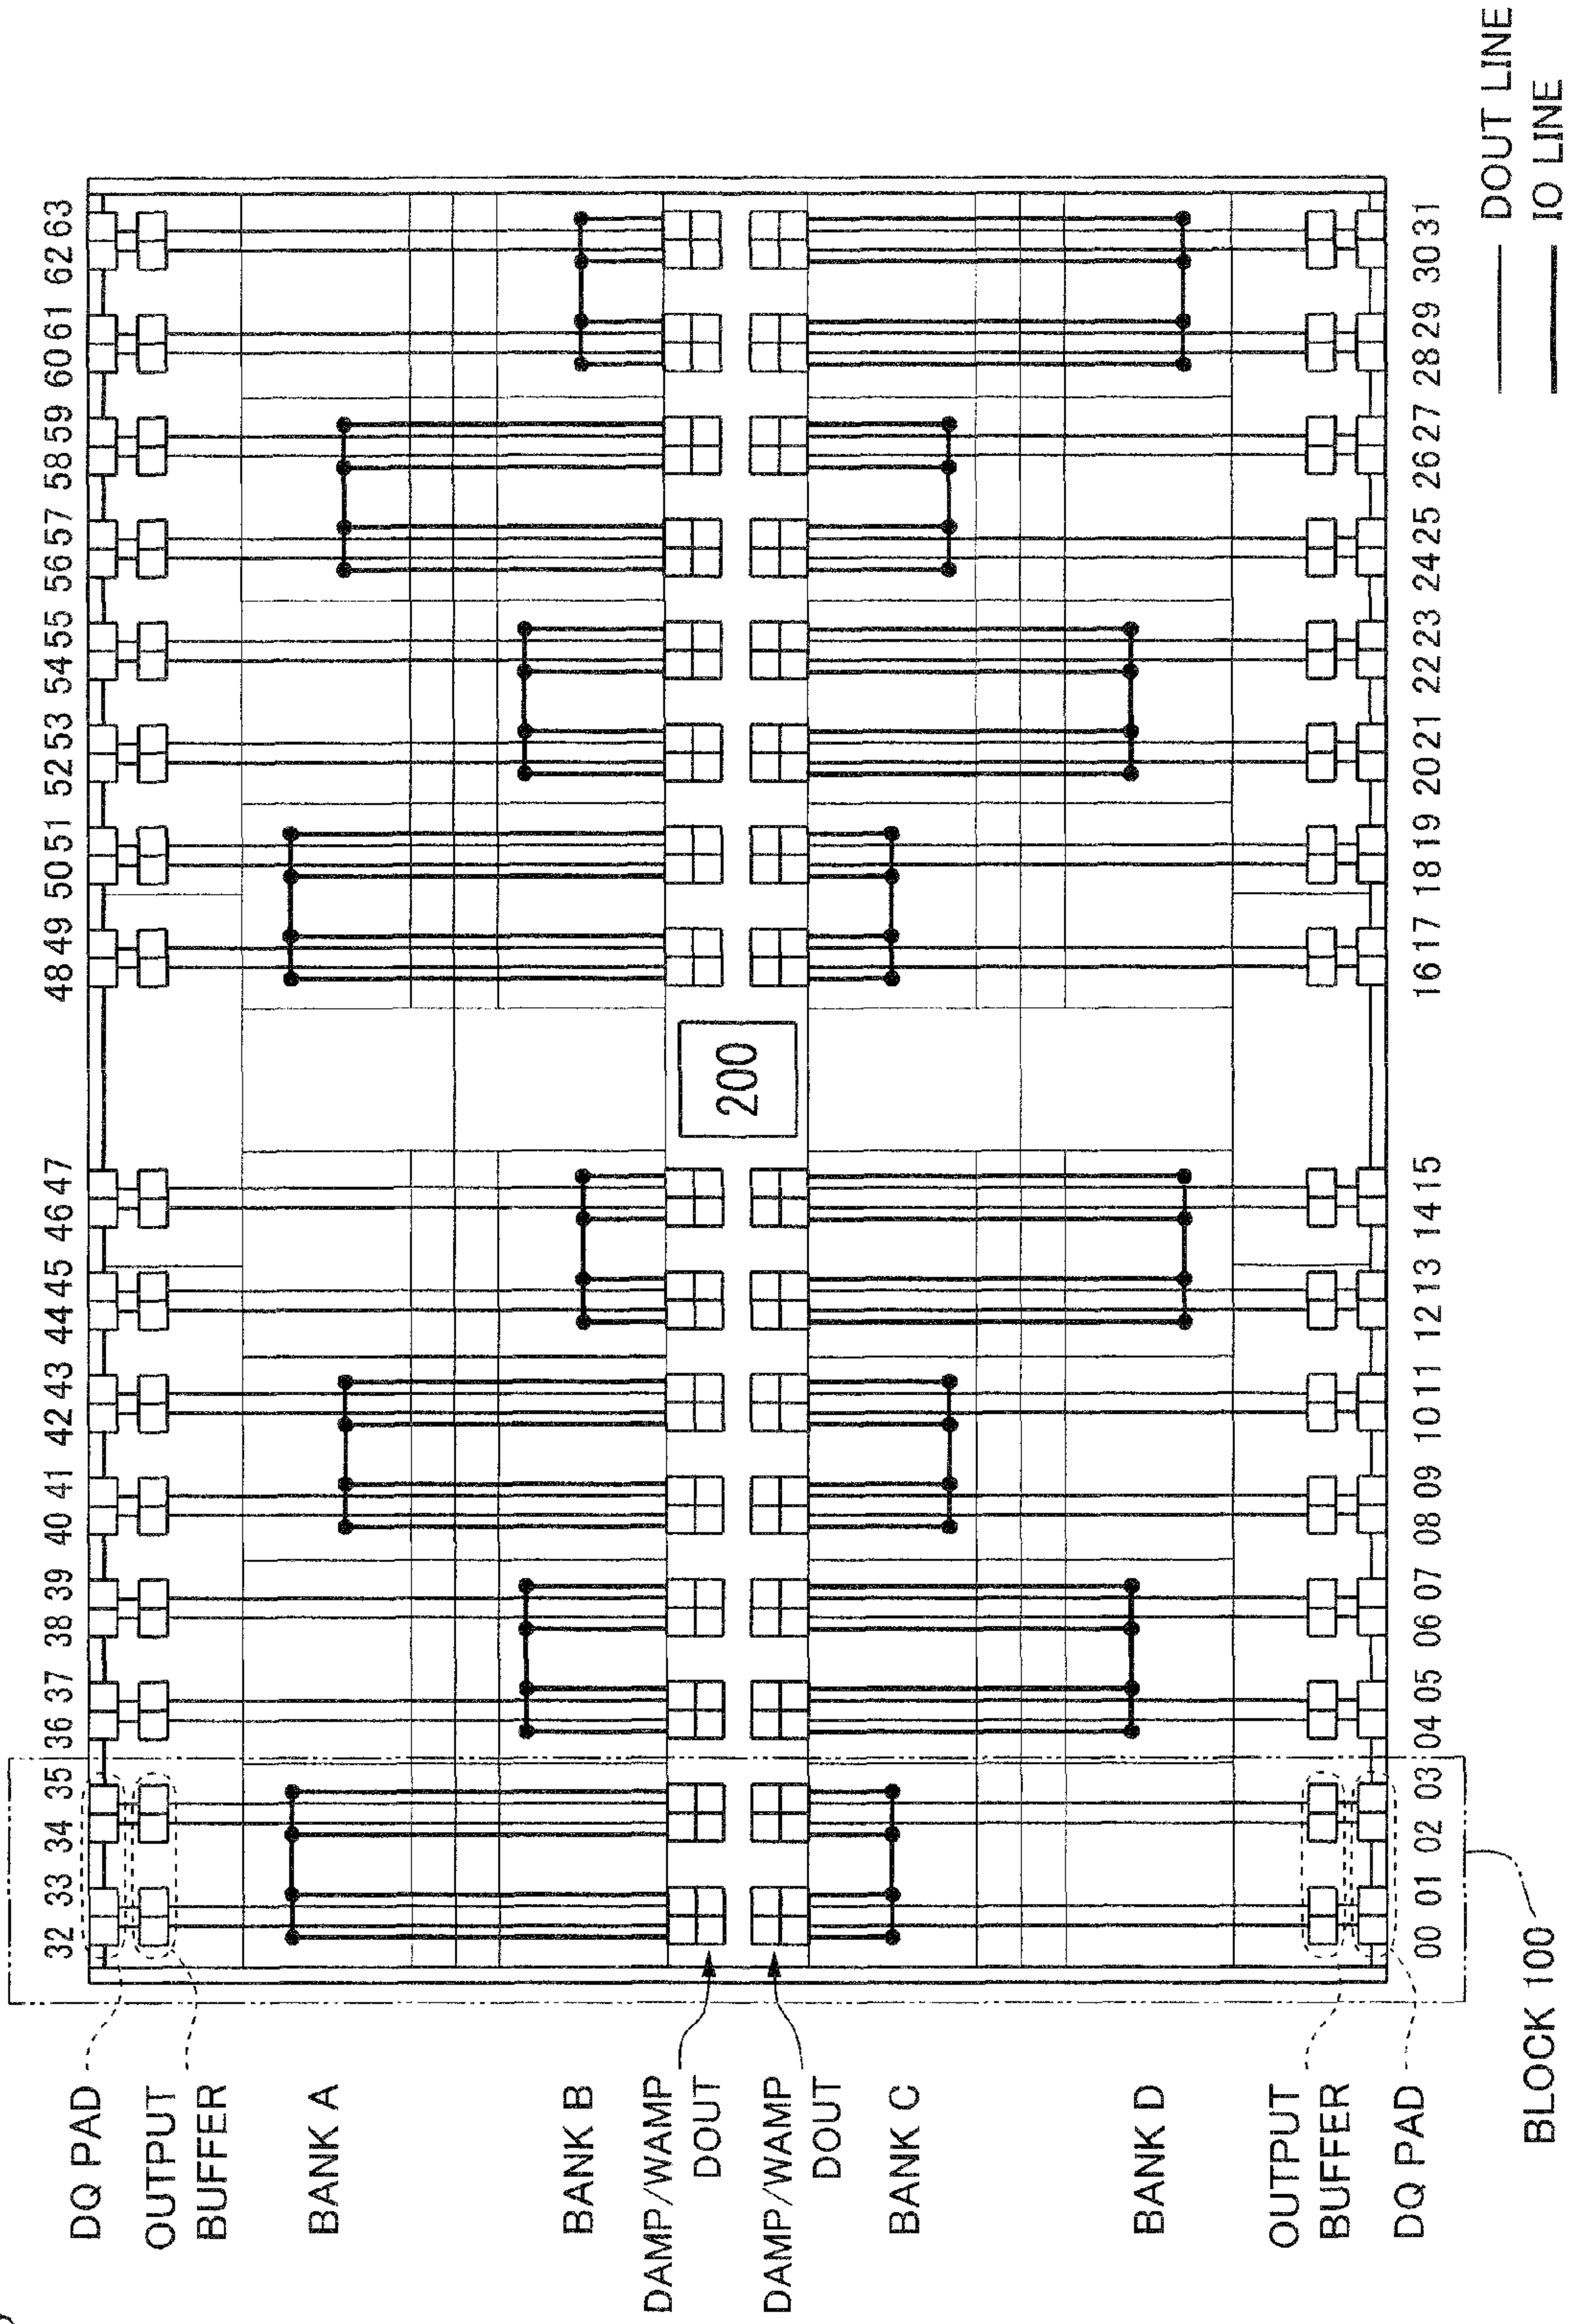 32 33 34 35 36 37 38 39 40 41 42 43 44 45 46 47 48 49 50 51 52 53 54 55 56 57 58 59 60 61 62 63
DQ PAD
OUTPUT
BUFFER
BANK A
BANK B
DAMP/WAMP
DOUT
200
DAMP/WAMP
DOUT
BANK C
BANK D
OUTPUT
BUFFER
DQ PAD
00 01 02 03 04 05 06 07 08 09 10 11 12 13 14 15 16 17 18 19 20 21 22 23 24 25 26 27 28 29 30 31
BLOCK 100
DOUT LINE
IO LINE